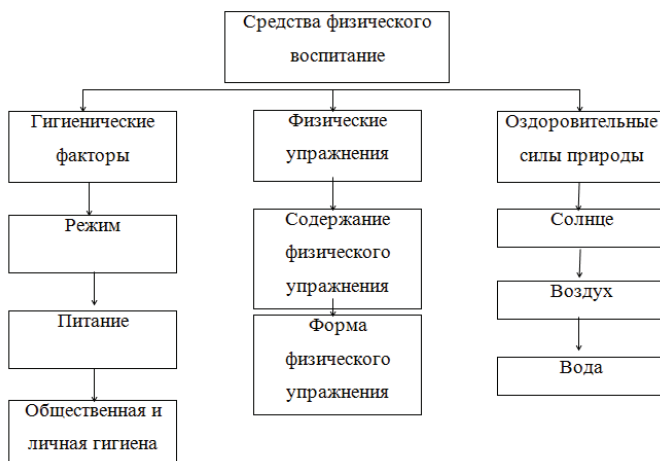 Средства физического
воспитание
Гигиенические
факторы
Режим
Питание
Общественная и
личная гигиена
Физические
упражнения
Содержание
физического
упражнения
Форма
физического
упражнения
Оздоровительные
силы природы
Солнце
Воздух
Вода